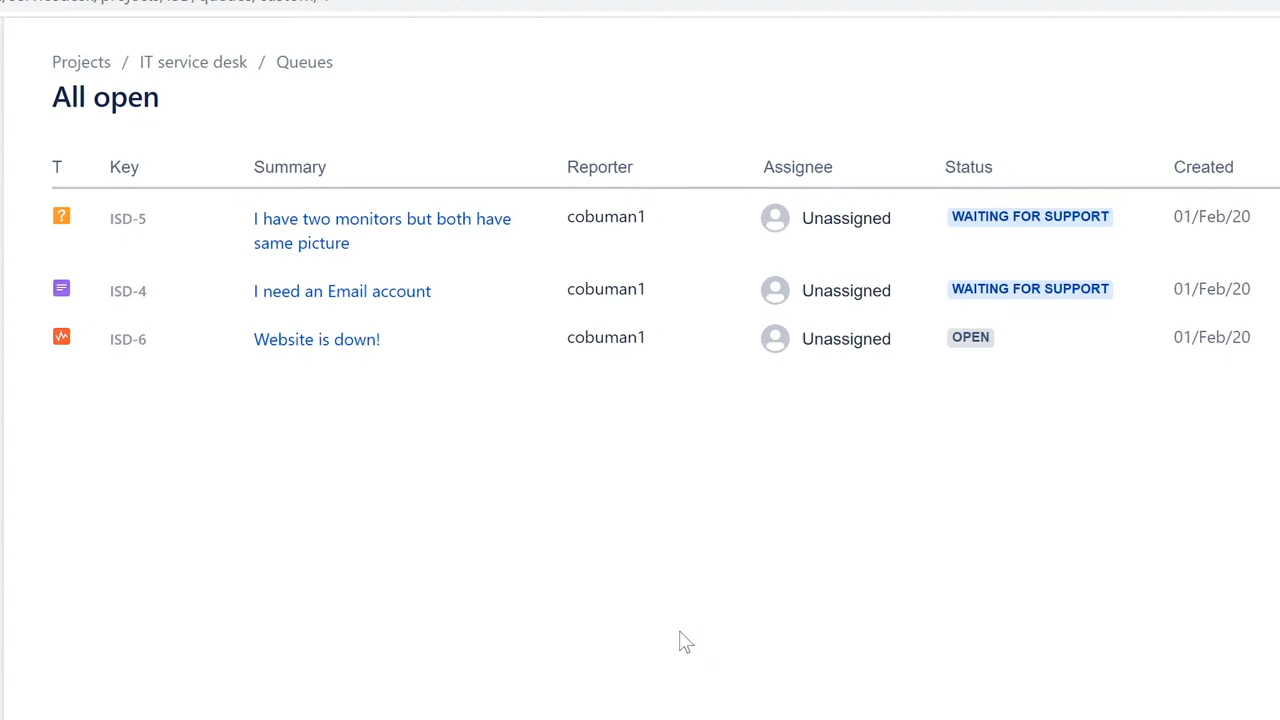 Projects / IT service desk / Queues
All open
T Key Summary Reporter Assignee Status Created
? ISD-5 I have two monitors but both have cobuman1 Unassigned WAITING FOR SUPPORT 01/Feb/20
same picture
ISD-4 I need an Email account cobuman1 Unassigned WAITING FOR SUPPORT 01/Feb/20
ISD-6 Website is down! cobuman1 Unassigned OPEN 01/Feb/20